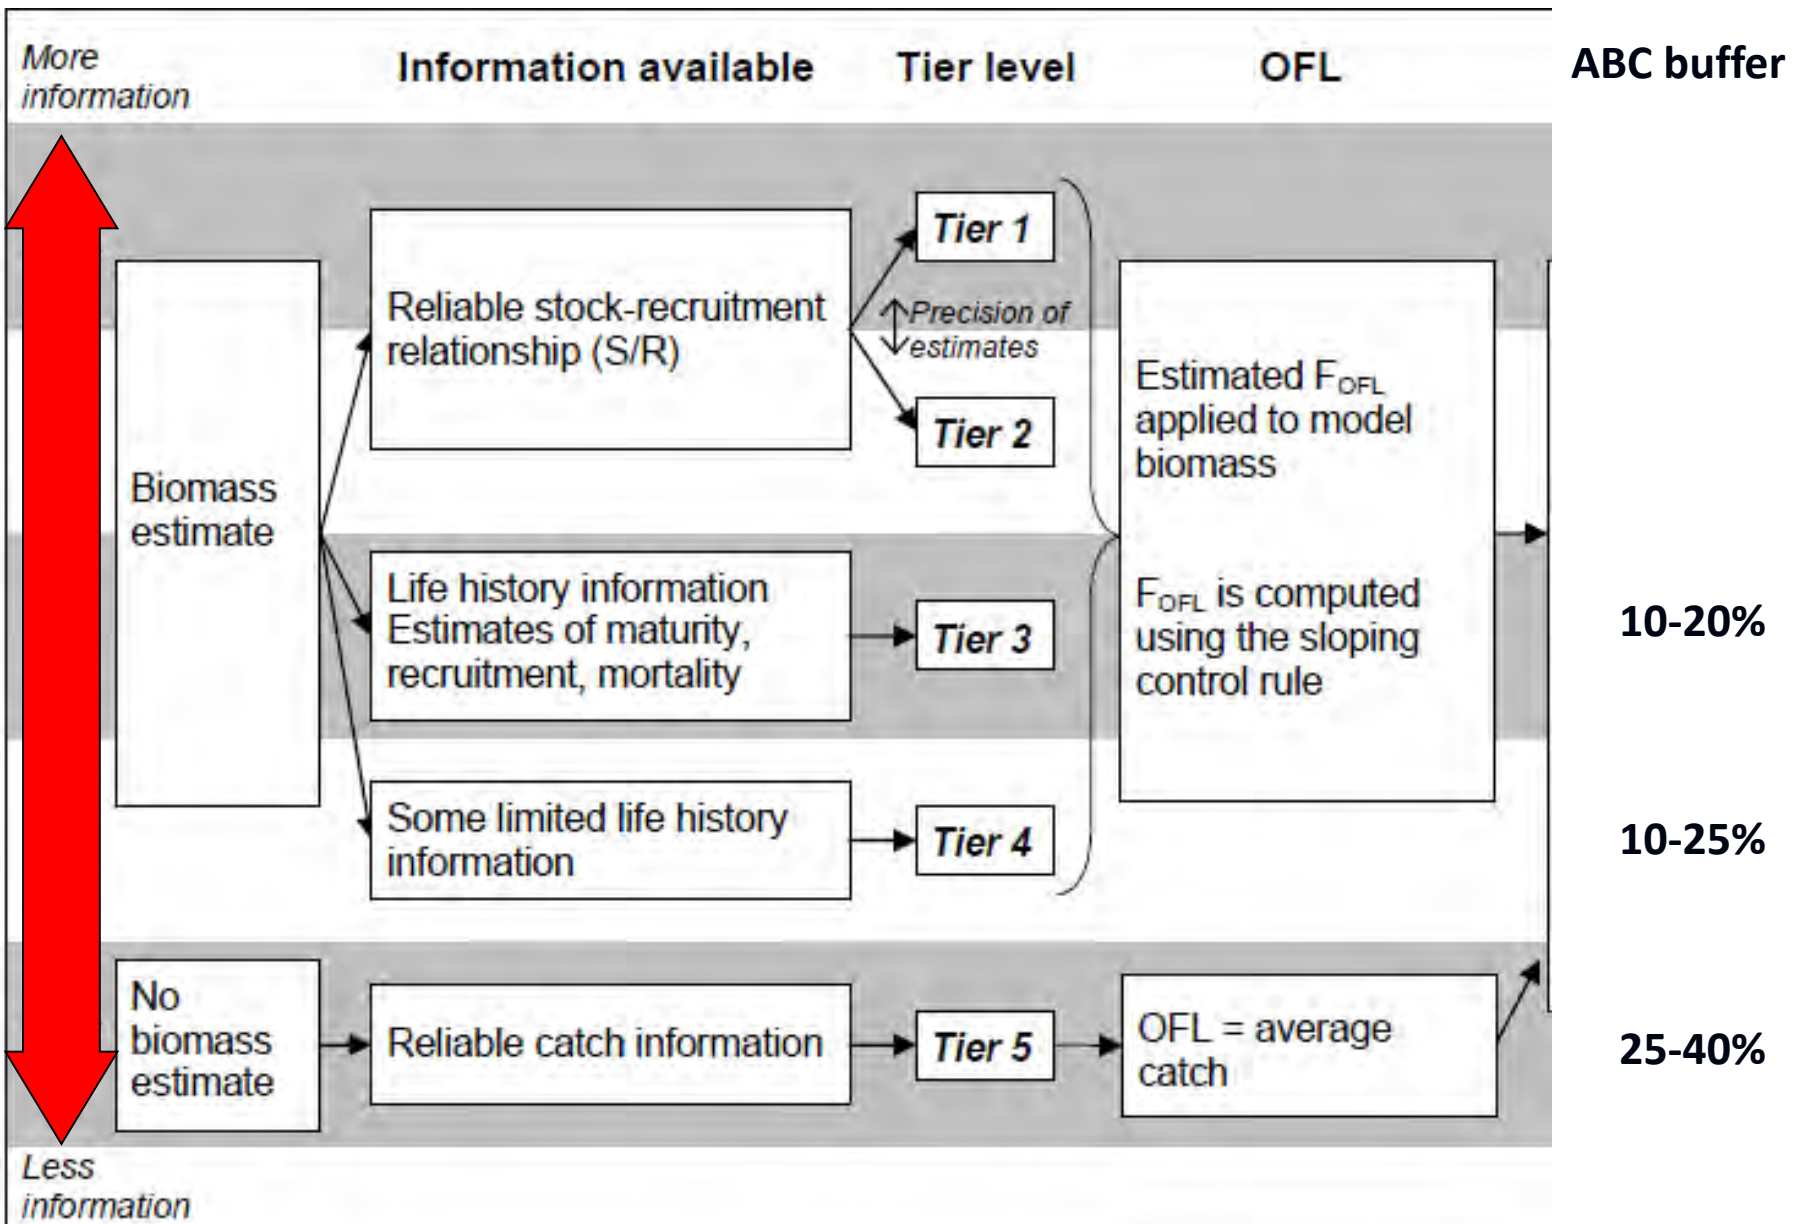 More
information
Information available
Tier level
OFL
ABC buffer
Biomass
estimate
Reliable stock-recruitment
relationship (S/R)
Tier 1
Precision of
estimates
Tier 2
Life history information
Estimates of maturity,
recruitment, mortality
Tier 3
Some limited life history
information
Tier 4
Estimated FOFL
applied to model
biomass
FOFL is computed
using the sloping
control rule
10-20%
10-25%
No
biomass
estimate
Reliable catch information
Tier 5
OFL = average
catch
25-40%
Less
information